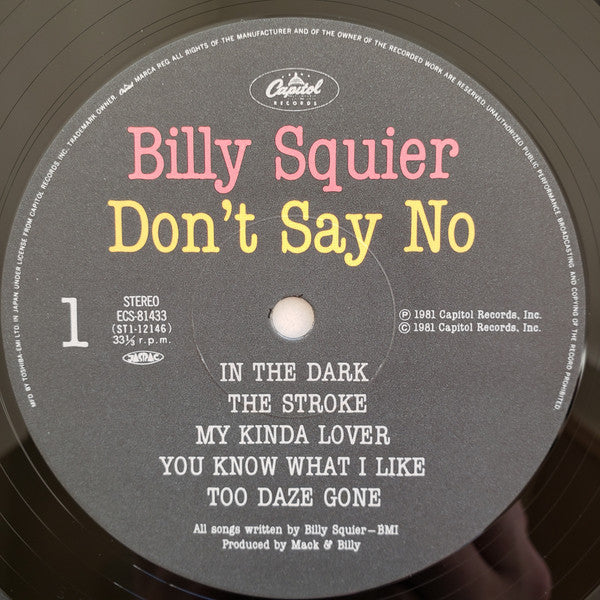 MFD BY TOSHIBA-EMI LTD. IN JAPAN UNDER LICENSE FROM CAPITOL RECORDS, INC. TRADEMARK OWNER. Capitol MARCA REG. ALL RIGHTS OF THE MANUFACTURER AND OF THE OWNER OF THE RECORDED WORK ARE RESERVED. UNAUTHORIZED PUBLIC PERFORMANCE, BROADCASTING AND COPYING OF THE RECORD PROHIBITED.
Capitol
RECORDS
Billy Squier
Don't Say No
1
STEREO
ECS-81433
(ST1-12146)
33⅓ r.p.m.
JASRAC
Ⓟ 1981 Capitol Records, Inc.
© 1981 Capitol Records, Inc.
IN THE DARK
THE STROKE
MY KINDA LOVER
YOU KNOW WHAT I LIKE
TOO DAZE GONE
All songs written by Billy Squier–BMI
Produced by Mack & Billy